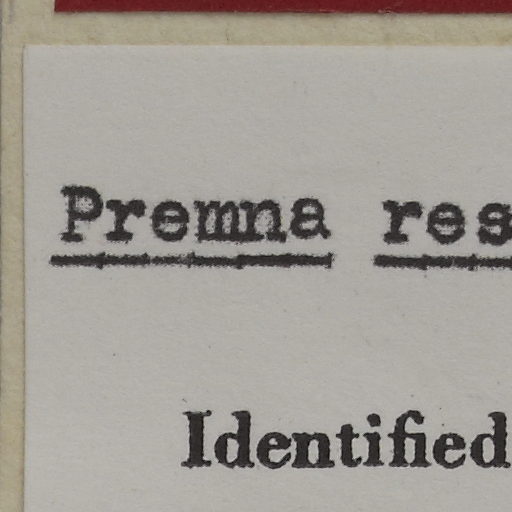 Premna res
Identified